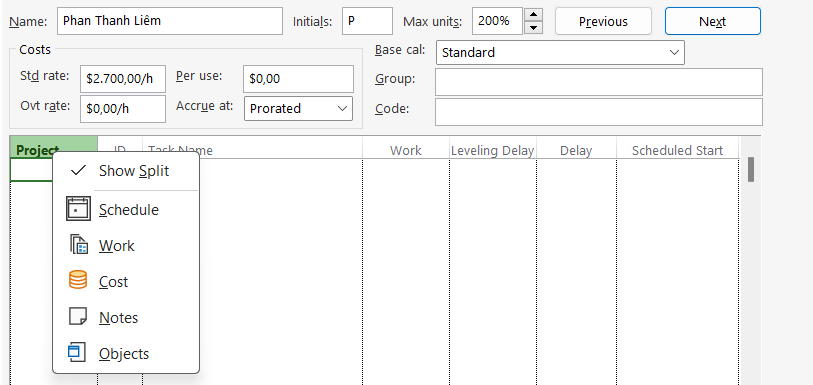 Name: Phan Thanh Liêm Initials: P Max units: 200% Previous Next
Costs
Base cal: Standard
Std rate: $2.700,00/h Per use: $0,00
Group:
Ovt rate: $0,00/h Accrue at: Prorated
Code:
Project ID Task Name Work Leveling Delay Delay Scheduled Start
Show Split
Schedule
Work
Cost
Notes
Objects